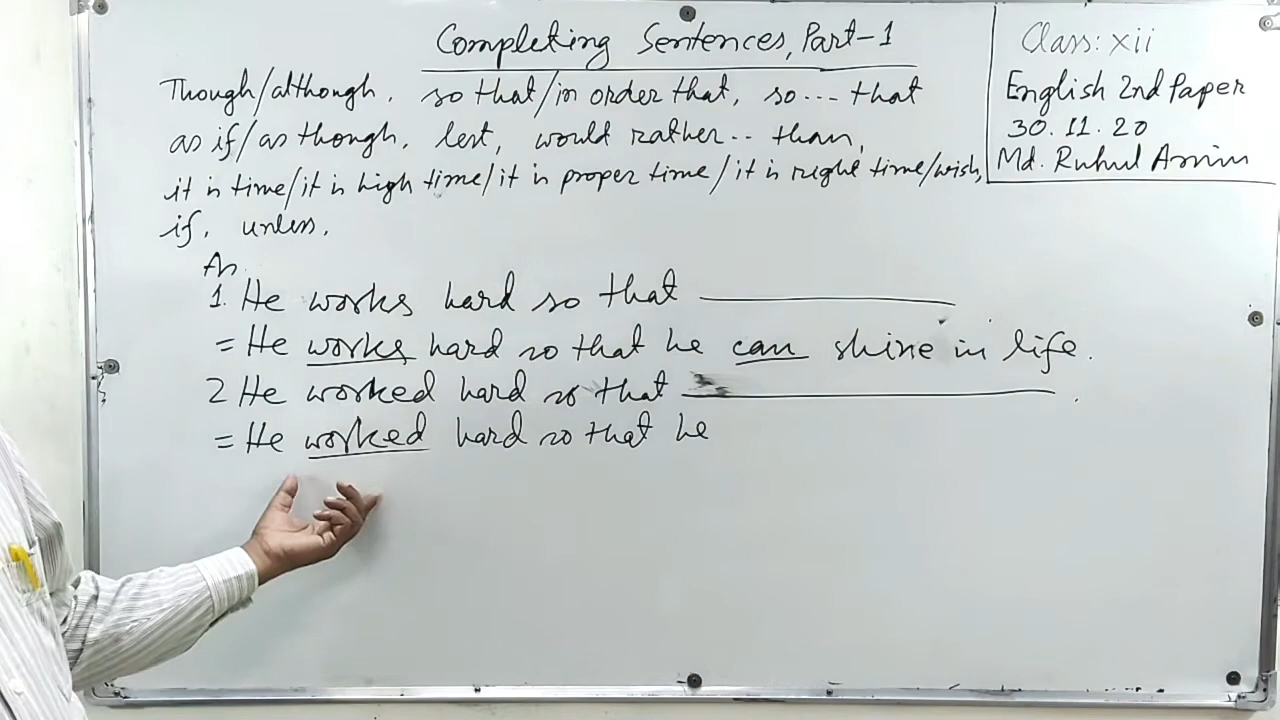 Completing Sentences, Part-1
Though/although, so that/in order that, so... that
as if/as though, lest, would rather.. than,
it is time/it is high time/it is proper time/it is right time/wish,
if, unless.
Class: xii
English 2nd Paper
30.11.20
Md. Ruhul Amin
As
1. He works hard so that
= He works hard so that he can shine in life.
2 He worked hard so that .
= He worked hard so that he